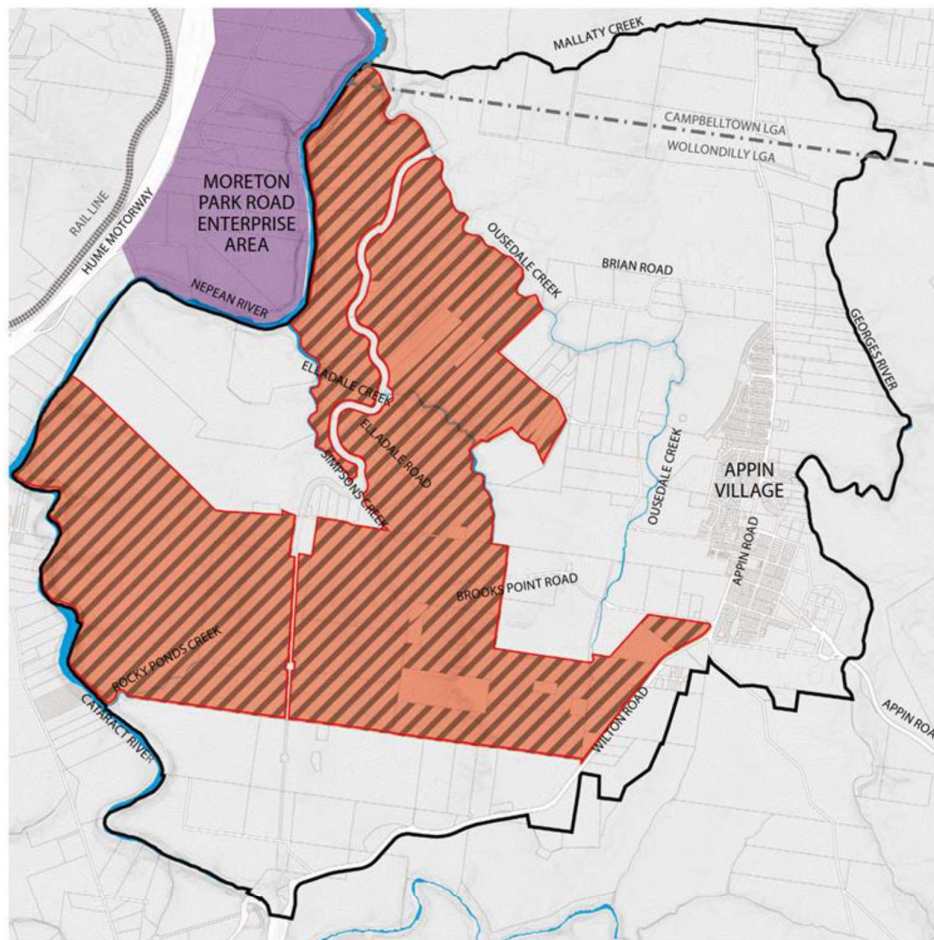 MALLATY CREEK
CAMPBELLTOWN LGA
WOLLONDILLY LGA
MORETON
PARK ROAD
ENTERPRISE
AREA
RAIL LINE
HUME MOTORWAY
NEPEAN RIVER
OUSEDALE CREEK
BRIAN ROAD
GEORGES RIVER
ELLADALE CREEK
ELLADALE ROAD
SIMPSONS CREEK
OUSEDALE CREEK
APPIN
VILLAGE
APPIN ROAD
BROOKS POINT ROAD
ROCKY PONDS CREEK
CATARACT RIVER
WILTON ROAD
APPIN ROA